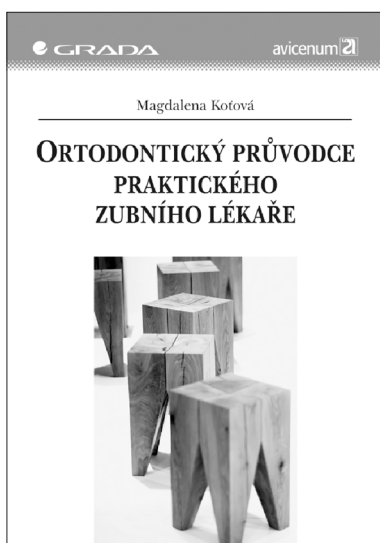 GRADA
avicenum
Magdalena Koťová
ORTODONTICKÝ PRŮVODCE
PRAKTICKÉHO
ZUBNÍHO LÉKAŘE